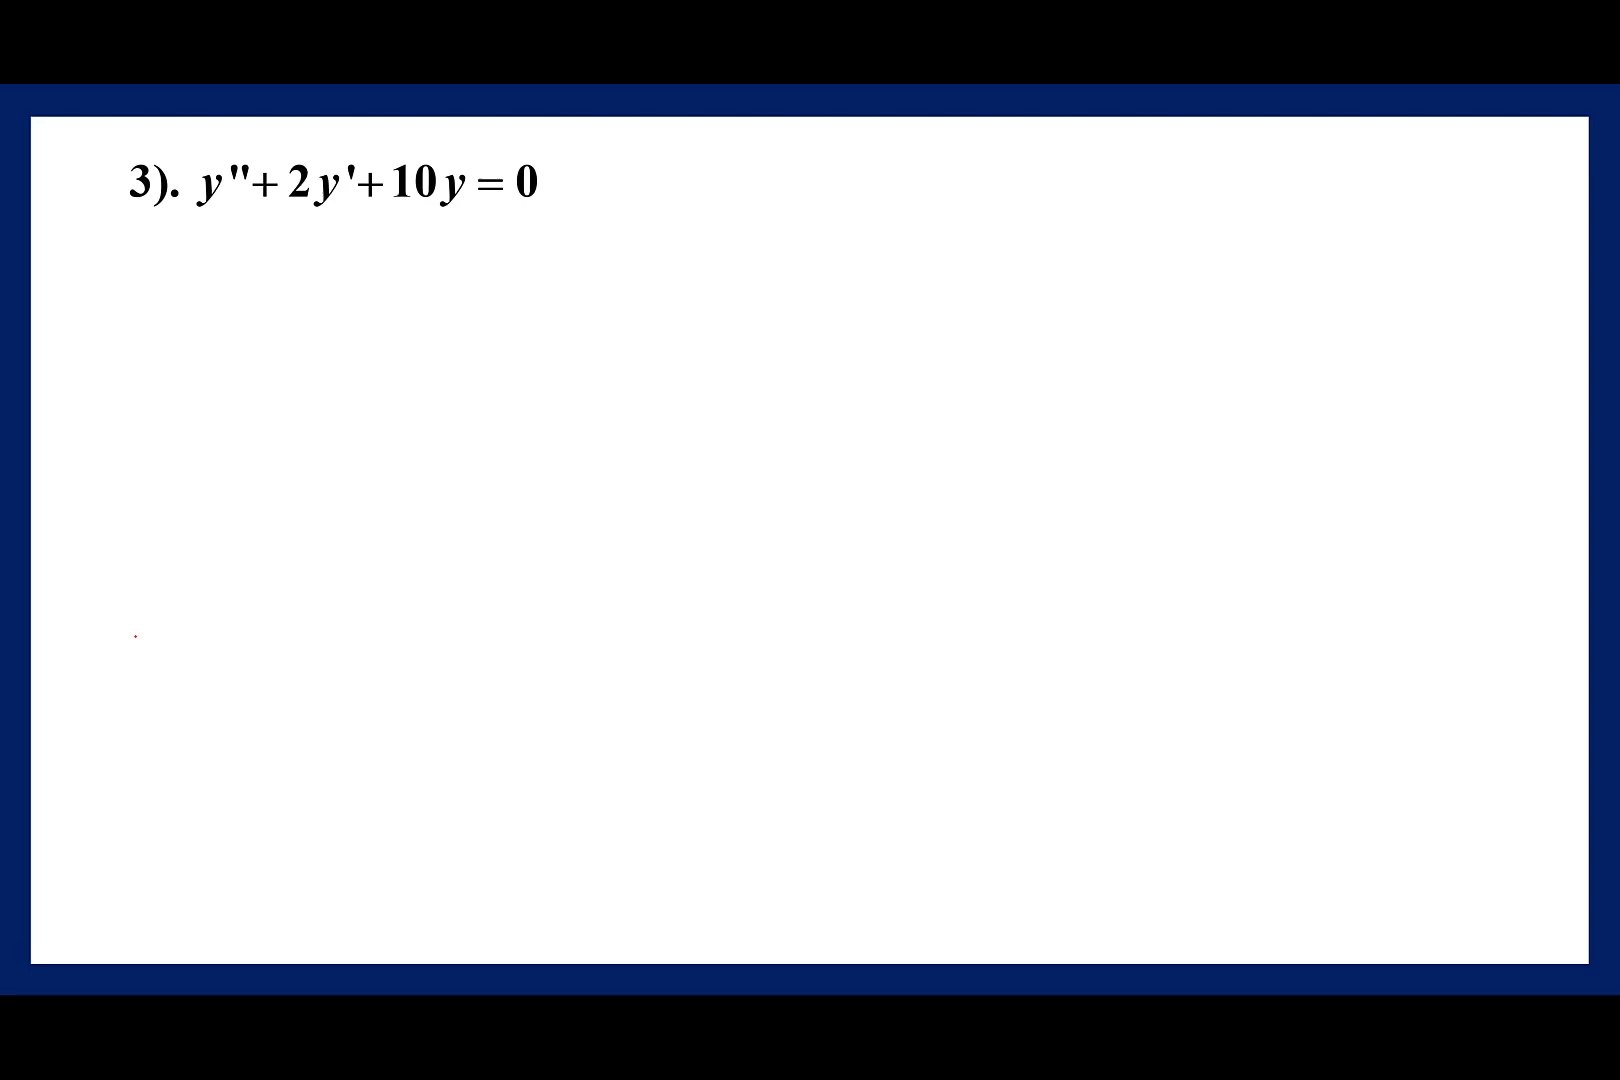 3). y"+ 2y'+10y = 0